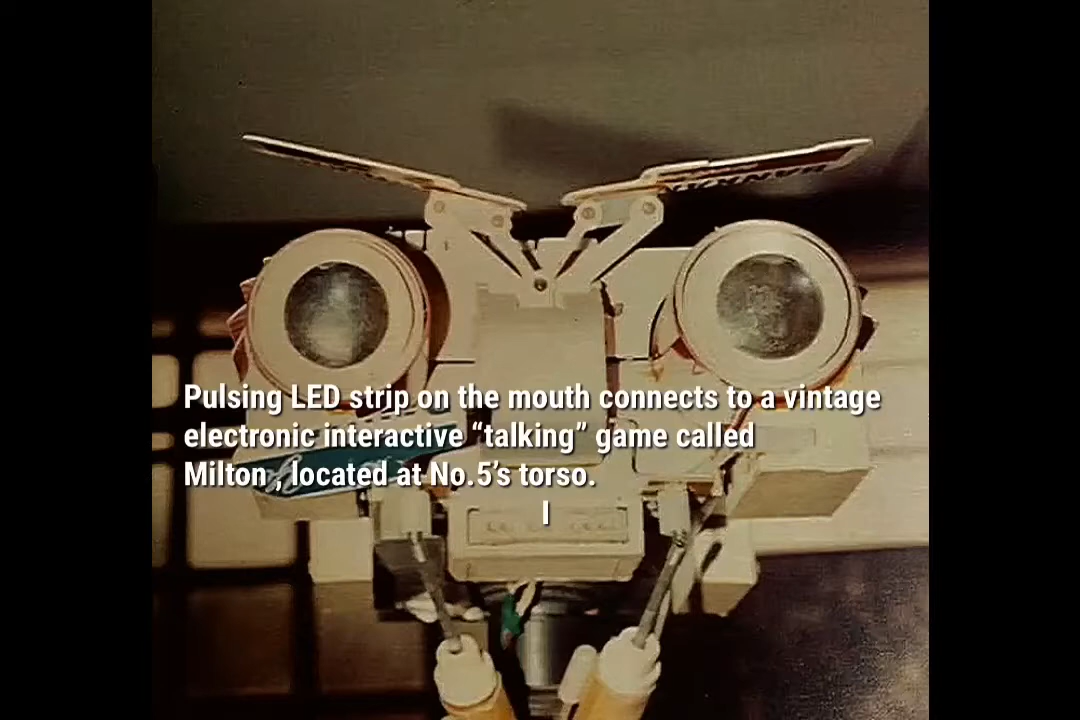 Pulsing LED strip on the mouth connects to a vintage
electronic interactive “talking” game called
Milton , located at No.5’s torso.
I